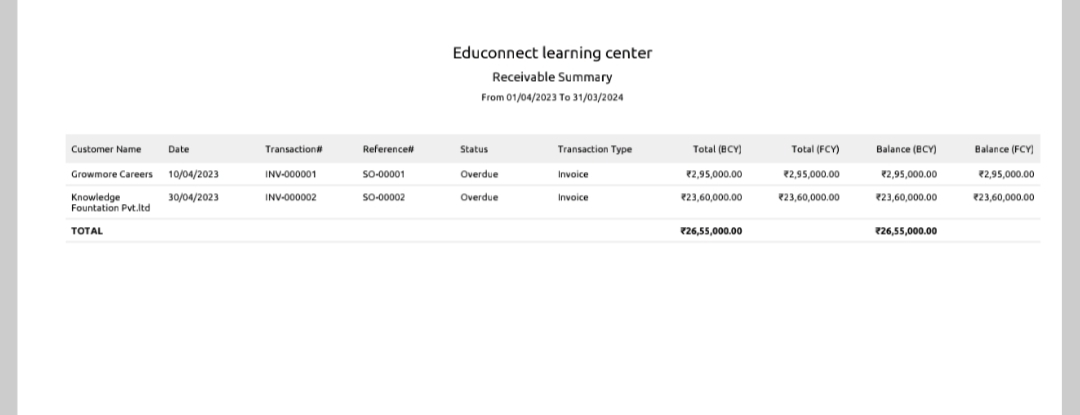 Educonnect learning center
Receivable Summary
From 01/04/2023 To 31/03/2024
Customer Name Date Transaction# Reference# Status Transaction Type Total (BCY) Total (FCY) Balance (BCY) Balance (FCY)
Growmore Careers 10/04/2023 INV-000001 SO-00001 Overdue Invoice ₹2,95,000.00 ₹2,95,000.00 ₹2,95,000.00 ₹2,95,000.00
Knowledge 30/04/2023 INV-000002 SO-00002 Overdue Invoice ₹23,60,000.00 ₹23,60,000.00 ₹23,60,000.00 ₹23,60,000.00
Fountation Pvt.ltd
TOTAL ₹26,55,000.00 ₹26,55,000.00